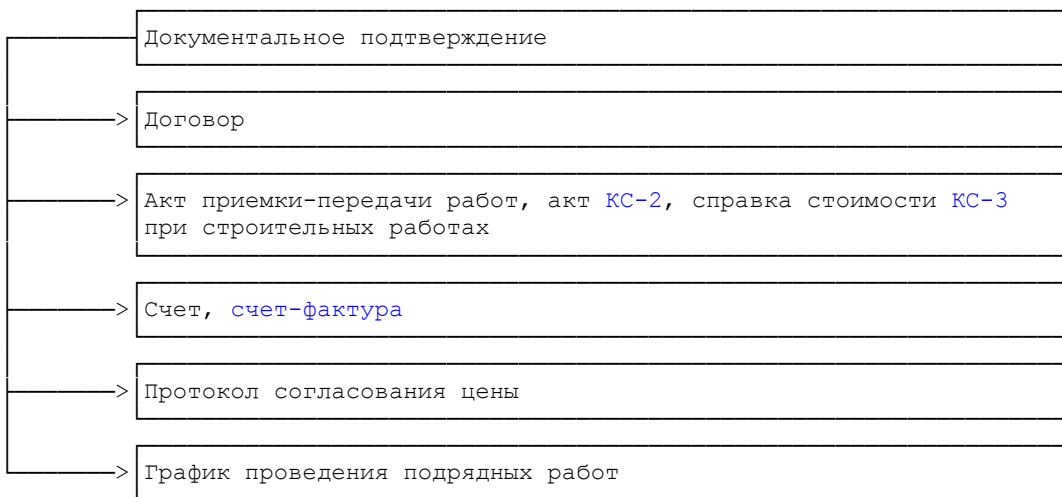 Документальное подтверждение
Договор
Акт приемки-передачи работ, акт КС-2, справка стоимости КС-3
при строительных работах
Счет, счет-фактура
Протокол согласования цены
График проведения подрядных работ